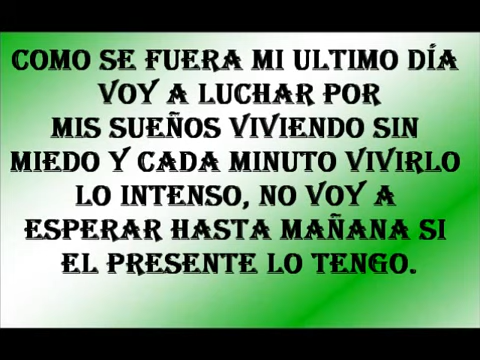 COMO SE FUERA MI ULTIMO DÍA
VOY A LUCHAR POR
MIS SUEÑOS VIVIENDO SIN
MIEDO Y CADA MINUTO VIVIRLO
LO INTENSO, NO VOY A
ESPERAR HASTA MAÑANA SI
EL PRESENTE LO TENGO.